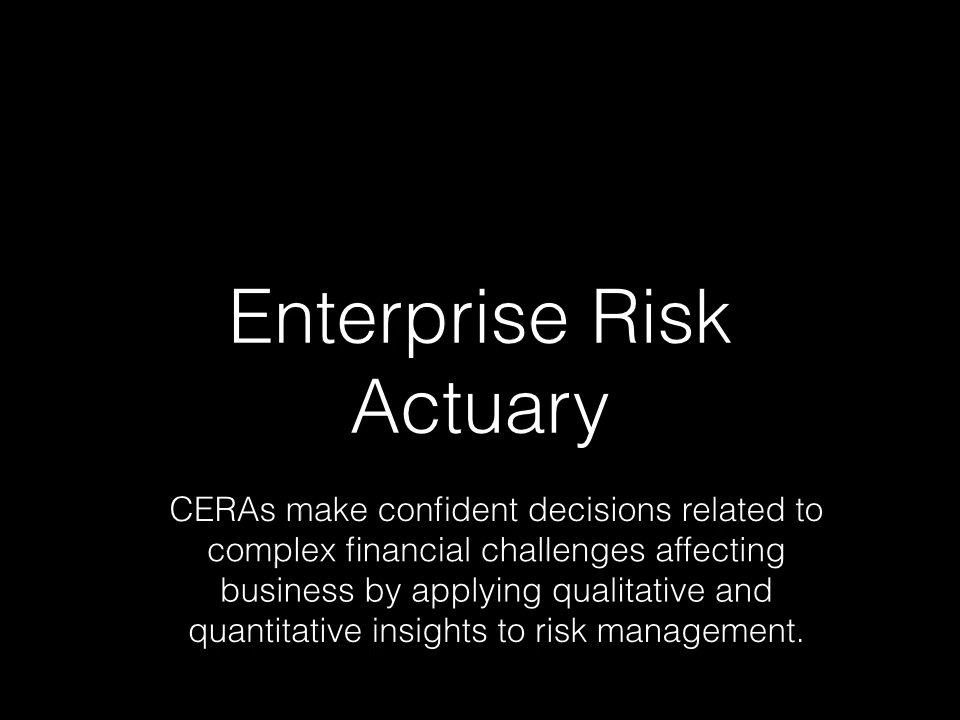 Enterprise Risk
Actuary
CERAs make confident decisions related to
complex financial challenges affecting
business by applying qualitative and
quantitative insights to risk management.